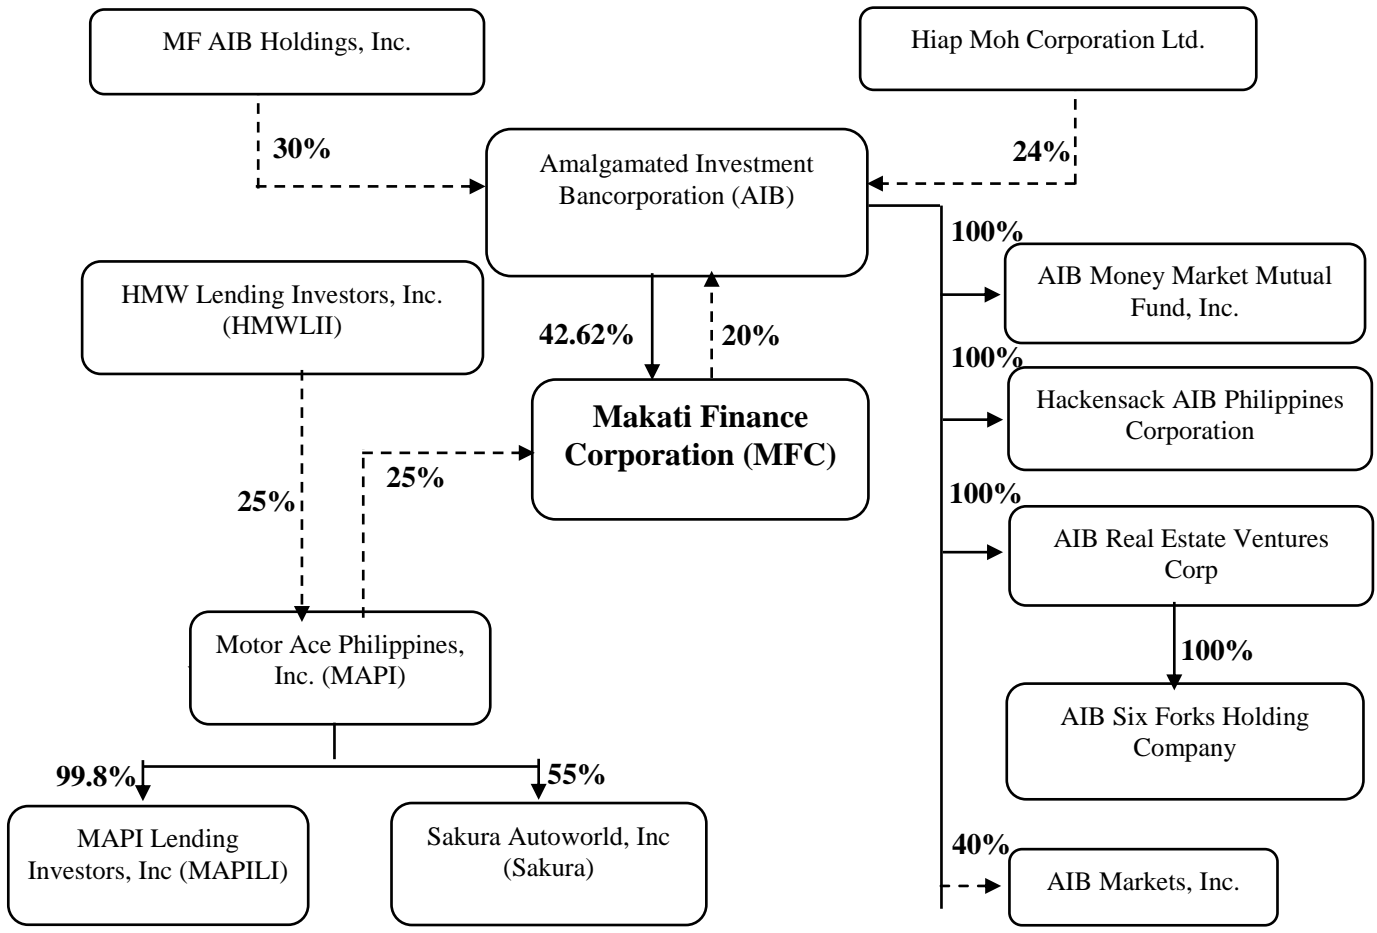 MF AIB Holdings, Inc.
Hiap Moh Corporation Ltd.
30%
24%
Amalgamated Investment
Bancorporation (AIB)
100%
AIB Money Market Mutual
Fund, Inc.
HMW Lending Investors, Inc.
(HMWLII)
42.62%
20%
100%
Hackensack AIB Philippines
Corporation
Makati Finance
Corporation (MFC)
25%
25%
100%
AIB Real Estate Ventures
Corp
100%
Motor Ace Philippines,
Inc. (MAPI)
AIB Six Forks Holding
Company
99.8%
55%
MAPI Lending
Investors, Inc (MAPILI)
Sakura Autoworld, Inc
(Sakura)
40%
AIB Markets, Inc.